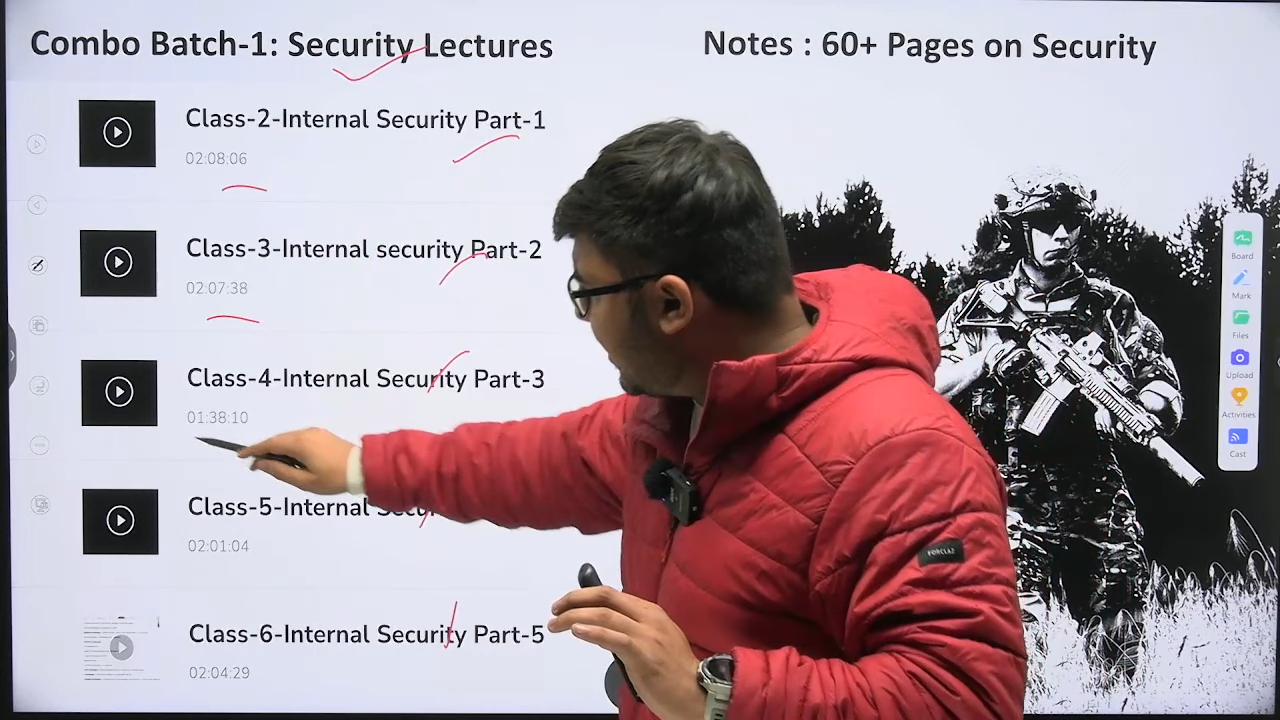 Combo Batch-1: Security Lectures
Notes : 60+ Pages on Security
Class-2-Internal Security Part-1
02:08:06
Class-3-Internal security Part-2
02:07:38
Class-4-Internal Security Part-3
01:38:10
Class-5-Internal
02:01:04
Class-6-Internal Security Part-5
02:04:29
Board
Mark
Files
Upload
Activities
Cast
FORCLAZ